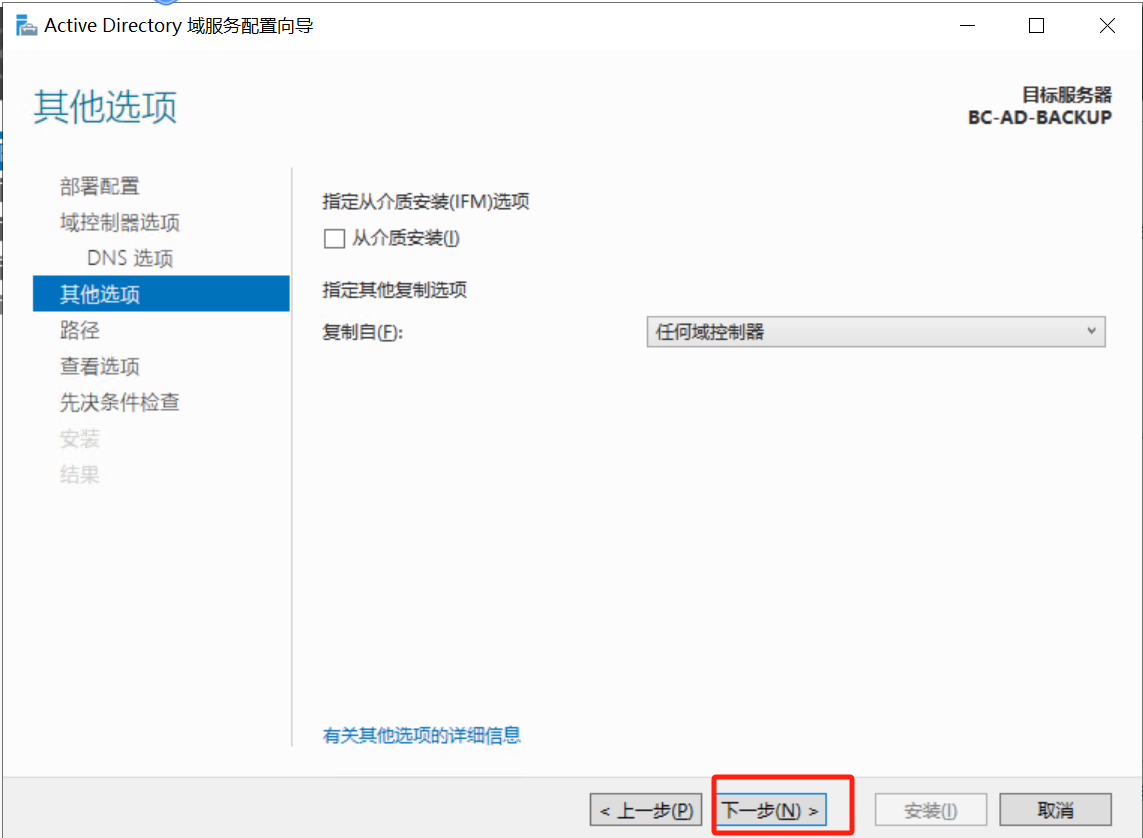 Active Directory 域服务配置向导
其他选项
目标服务器
BC-AD-BACKUP
部署配置
域控制器选项
DNS 选项
其他选项
路径
查看选项
先决条件检查
安装
结果
指定从介质安装(IFM)选项
从介质安装(I)
指定其他复制选项
复制自(F):
任何域控制器
有关其他选项的详细信息
< 上一步(P)
下一步(N) >
安装(I)
取消